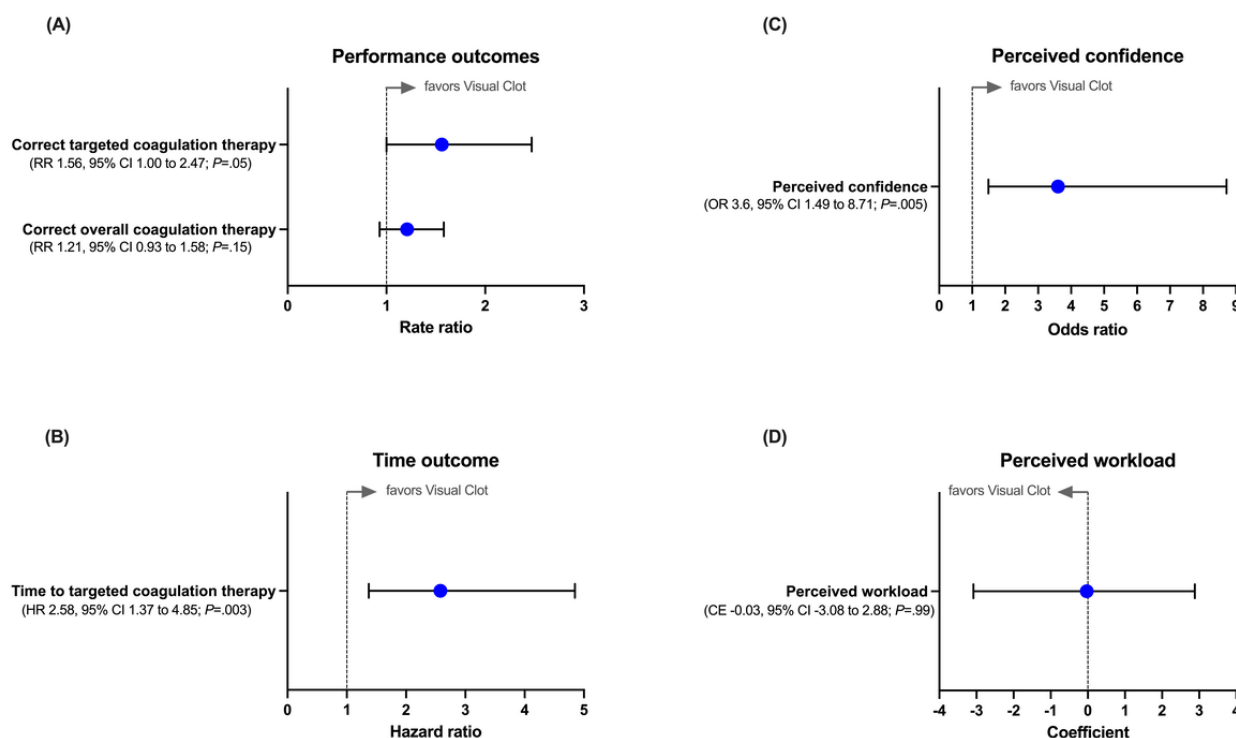 (A)
Performance outcomes
favors Visual Clot
Correct targeted coagulation therapy
(RR 1.56, 95% CI 1.00 to 2.47; P=.05)
Correct overall coagulation therapy
(RR 1.21, 95% CI 0.93 to 1.58; P=.15)
0 1 2 3
Rate ratio
(B)
Time outcome
favors Visual Clot
Time to targeted coagulation therapy
(HR 2.58, 95% CI 1.37 to 4.85; P=.003)
0 1 2 3 4 5
Hazard ratio
(C)
Perceived confidence
favors Visual Clot
Perceived confidence
(OR 3.6, 95% CI 1.49 to 8.71; P=.005)
0 1 2 3 4 5 6 7 8 9
Odds ratio
(D)
Perceived workload
favors Visual Clot
Perceived workload
(CE -0.03, 95% CI -3.08 to 2.88; P=.99)
-4 -3 -2 -1 0 1 2 3 4
Coefficient